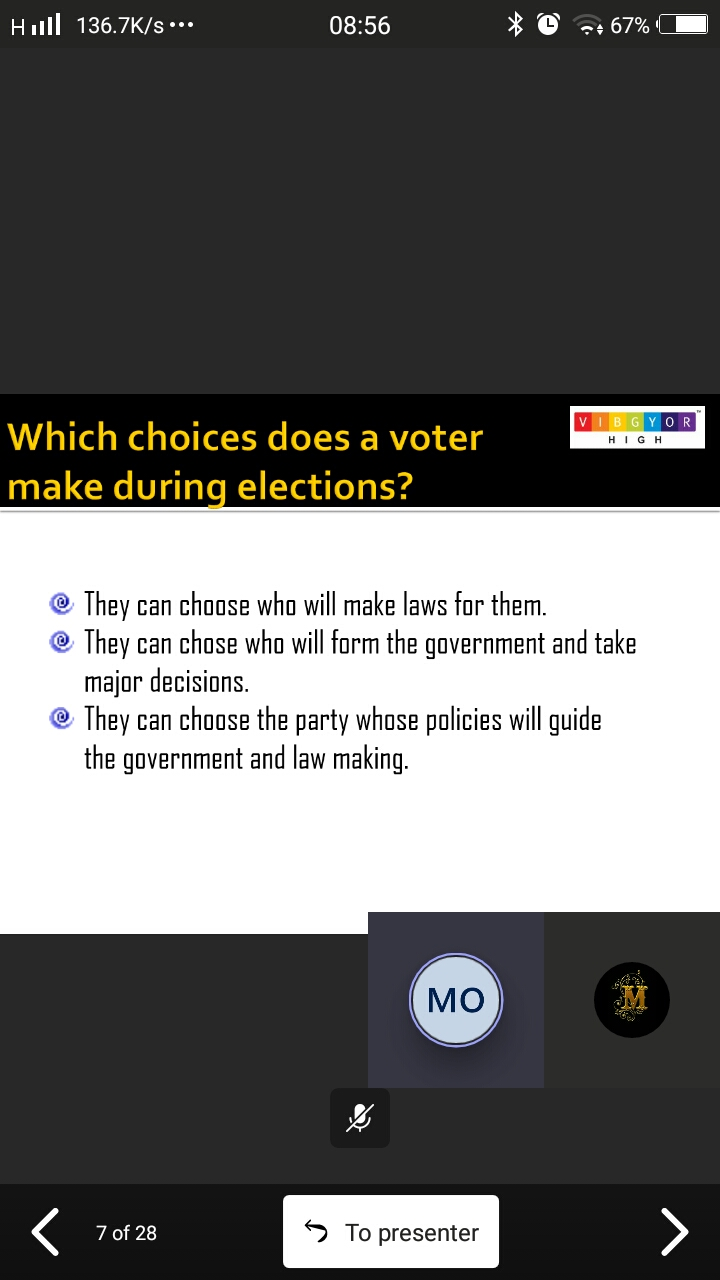 H 136.7K/s ••• 08:56 67%
Which choices does a voter
make during elections?
VIBGYOR™
HIGH
They can choose who will make laws for them.
They can chose who will form the government and take
major decisions.
They can choose the party whose policies will guide
the government and law making.
MO
M
7 of 28
To presenter